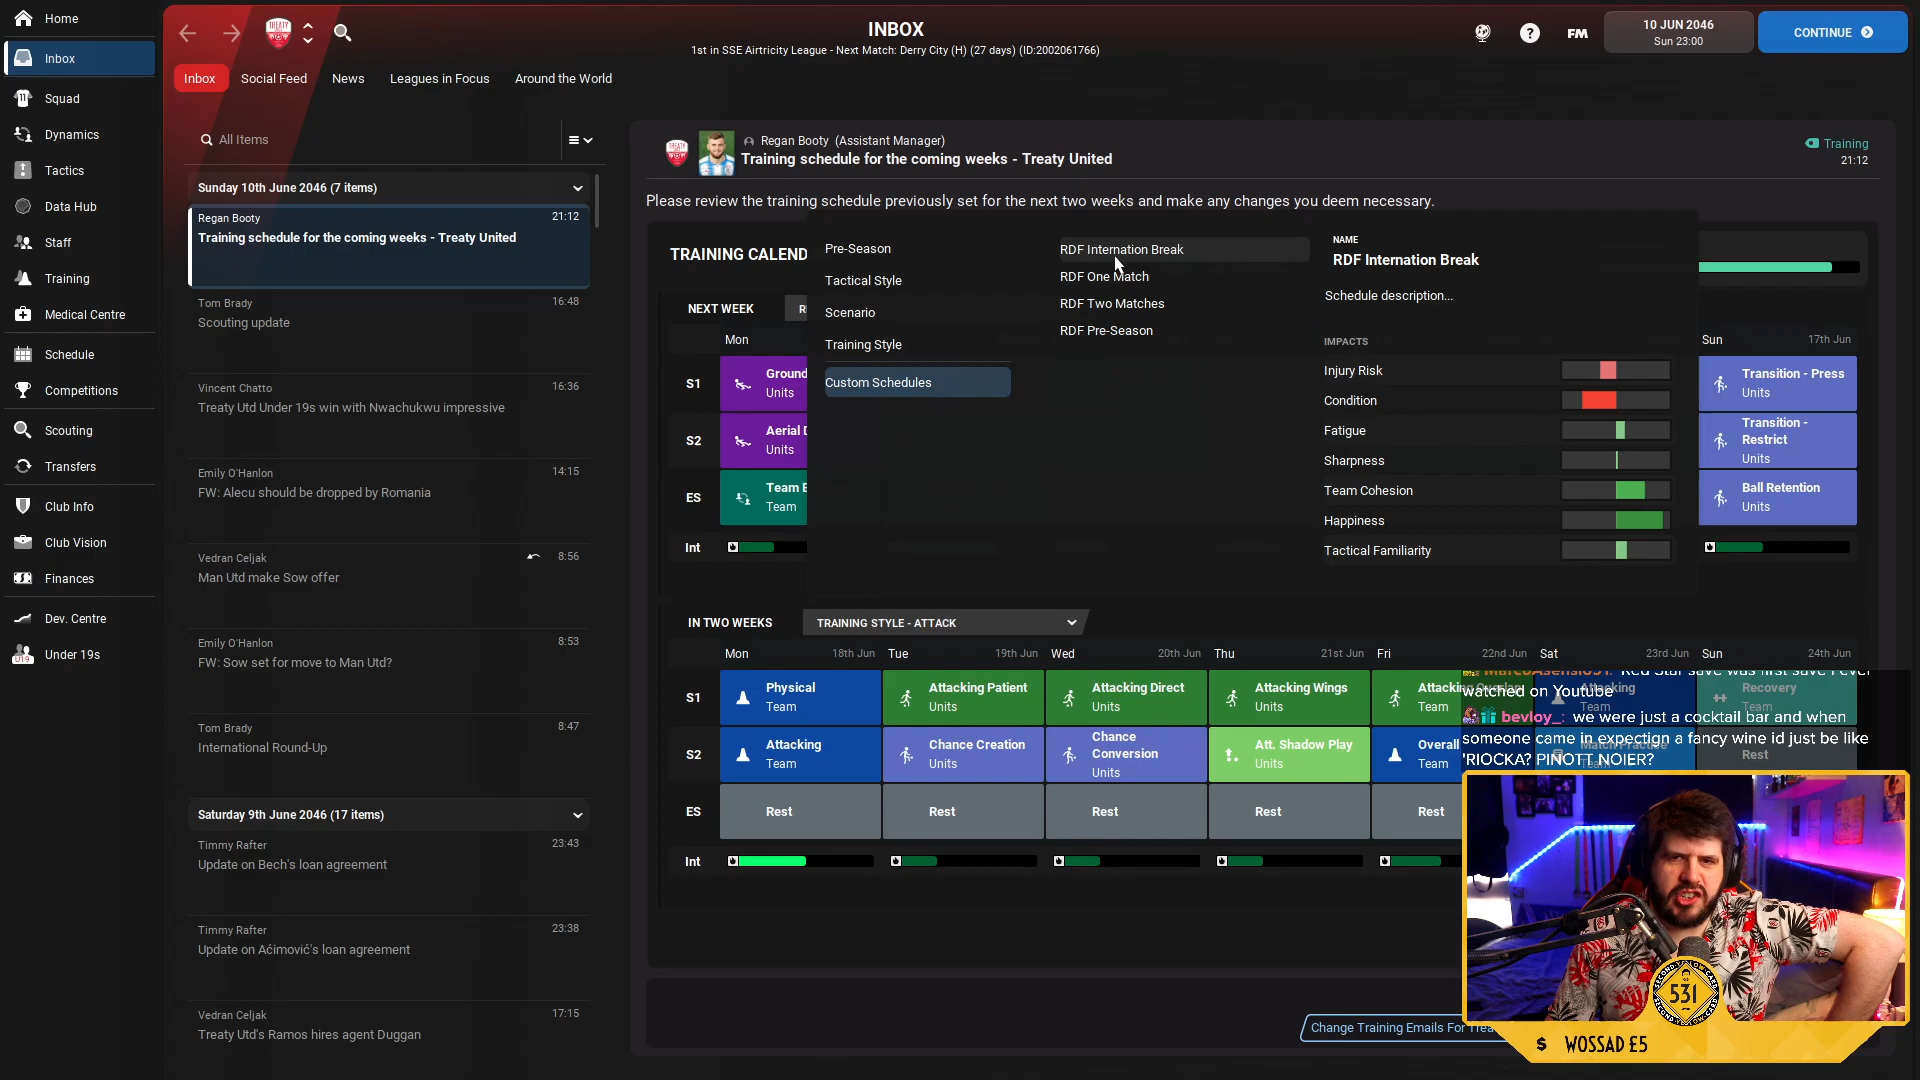 Home
Inbox
Squad
Dynamics
Tactics
Data Hub
Staff
Training
Medical Centre
Schedule
Competitions
Scouting
Transfers
Club Info
Club Vision
Finances
Dev. Centre
Under 19s
INBOX
1st in SSE Airtricity League - Next Match: Derry City (H) (27 days) (ID:2002061766)
FM
10 JUN 2046
Sun 23:00
CONTINUE
Inbox
Social Feed
News
Leagues in Focus
Around the World
All Items
Sunday 10th June 2046 (7 items)
Regan Booty 21:12
Training schedule for the coming weeks - Treaty United
Tom Brady 16:48
Scouting update
Vincent Chatto 16:36
Treaty Utd Under 19s win with Nwachukwu impressive
Emily O'Hanlon 14:15
FW: Alecu should be dropped by Romania
Vedran Celjak 8:56
Man Utd make Sow offer
Emily O'Hanlon 8:53
FW: Sow set for move to Man Utd?
Tom Brady 8:47
International Round-Up
Saturday 9th June 2046 (17 items)
Timmy Rafter 23:43
Update on Bech's loan agreement
Timmy Rafter 23:38
Update on Aćimović's loan agreement
Vedran Celjak 17:15
Treaty Utd's Ramos hires agent Duggan
Regan Booty (Assistant Manager)
Training schedule for the coming weeks - Treaty United
Training
21:12
Please review the training schedule previously set for the next two weeks and make any changes you deem necessary.
TRAINING CALEND
NEXT WEEK
Mon
S1 Ground
Units
S2 Aerial D
Units
ES Team B
Team
Int
Pre-Season
Tactical Style
Scenario
Training Style
Custom Schedules
RDF Internation Break
RDF One Match
RDF Two Matches
RDF Pre-Season
NAME
RDF Internation Break
Schedule description...
IMPACTS
Injury Risk
Condition
Fatigue
Sharpness
Team Cohesion
Happiness
Tactical Familiarity
Sun 17th Jun
Transition - Press
Units
Transition -
Restrict
Units
Ball Retention
Units
IN TWO WEEKS TRAINING STYLE - ATTACK
Mon 18th Jun Tue 19th Jun Wed 20th Jun Thu 21st Jun Fri 22nd Jun Sat 23rd Jun Sun 24th Jun
S1 Physical
Team
Attacking Patient
Units
Attacking Direct
Units
Attacking Wings
Units
S2 Attacking
Team
Chance Creation
Units
Chance
Conversion
Units
Att. Shadow Play
Units
Overall
Team
Recovery
Team
Match Practice
Team
Rest
ES Rest Rest Rest Rest Rest
Int
watched on Youtube
bevloy_: we were just a cocktail bar and when
someone came in expectign a fancy wine id just be like
'RIOCKA? PINOTT NOIER?
Change Training Emails For Trea
531
$ WOSSAD £5